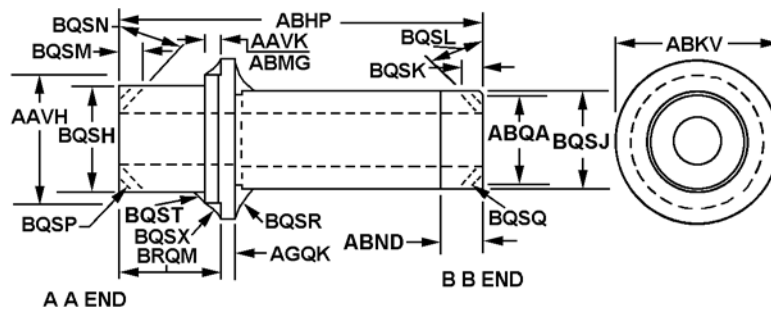 BQSN
ABHP
BQSL
BQSM
AAVK
ABMG
BQSK
ABKV
AAVH
BQSH
ABQA
BQSJ
BQSP
BQST
BQSX
BRQM
BQSR
AGQK
ABND
BQSQ
A A END
B B END